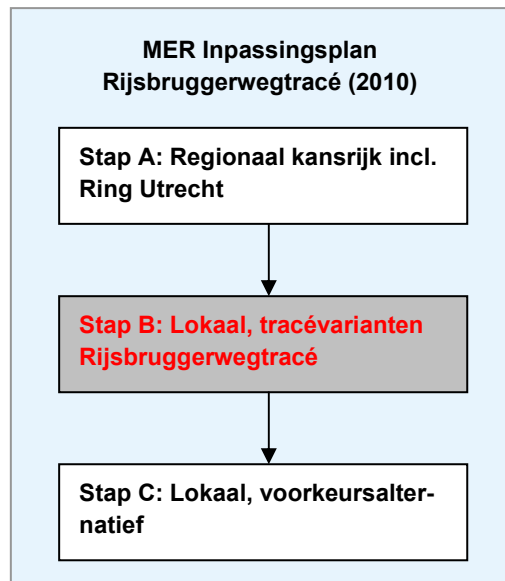 MER Inpassingsplan
Rijsbruggerwegtracé (2010)
Stap A: Regionaal kansrijk incl.
Ring Utrecht
Stap B: Lokaal, tracévarianten
Rijsbruggerwegtracé
Stap C: Lokaal, voorkeursalter-
natief